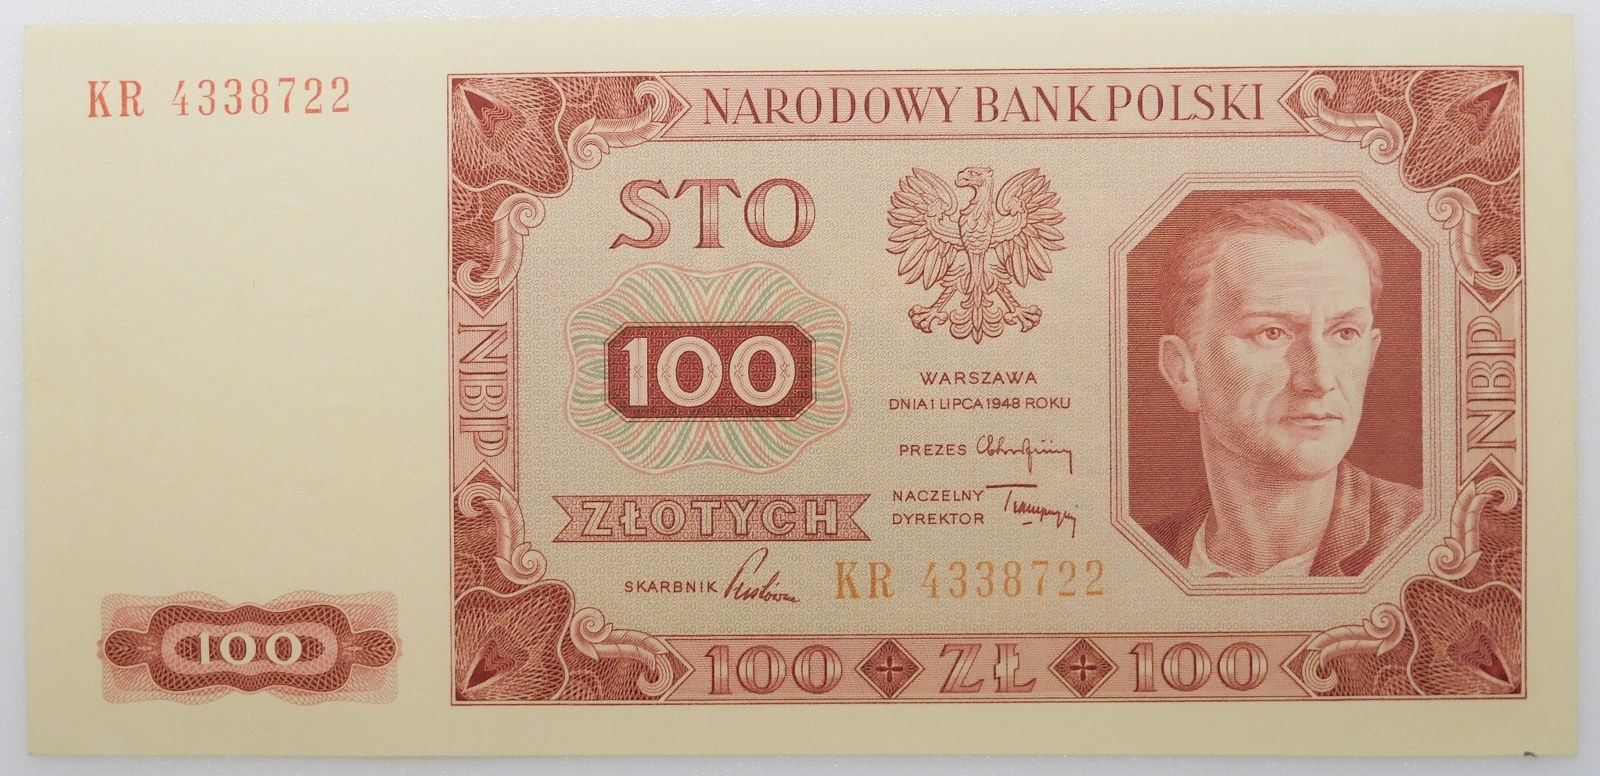 KR 4338722
NARODOWY BANK POLSKI
STO
100
ZŁOTYCH
WARSZAWA
DNIA 1 LIPCA 1948 ROKU
PREZES
NACZELNY
DYREKTOR
SKARBNIK
KR 4338722
NBP
NBP
100
100 ZŁ 100